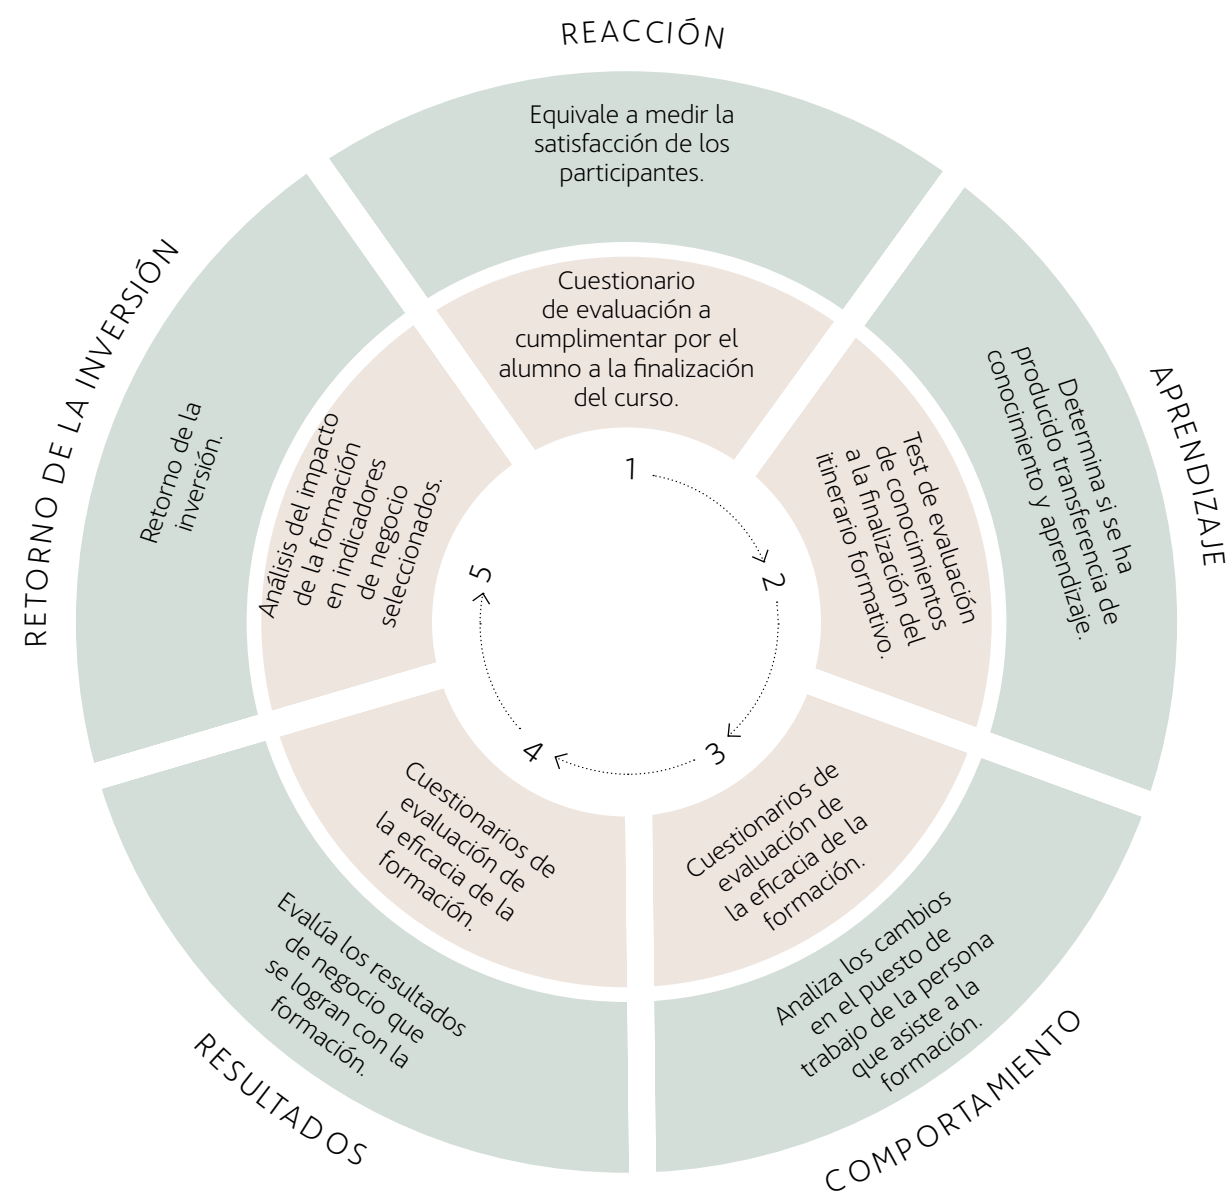 REACCIÓN
Equivale a medir la
satisfacción de los
participantes.
Cuestionario
de evaluación a
cumplimentar por el
alumno a la finalización
del curso.
1
APRENDIZAJE
Determina si se ha
producido transferencia de
conocimiento y aprendizaje.
Test de evaluación
de conocimientos
a la finalización del
itinerario formativo.
2
COMPORTAMIENTO
Analiza los cambios
en el puesto de
trabajo de la persona
que asiste a la
formación.
Cuestionarios de
evaluación de
la eficacia de la
formación.
3
RESULTADOS
Evalúa los resultados
de negocio que
se logran con la
formación.
Cuestionarios de
evaluación de
la eficacia de la
formación.
4
RETORNO DE LA INVERSIÓN
Retorno de la
inversión.
Análisis del impacto
de la formación
en indicadores
de negocio
seleccionados.
5